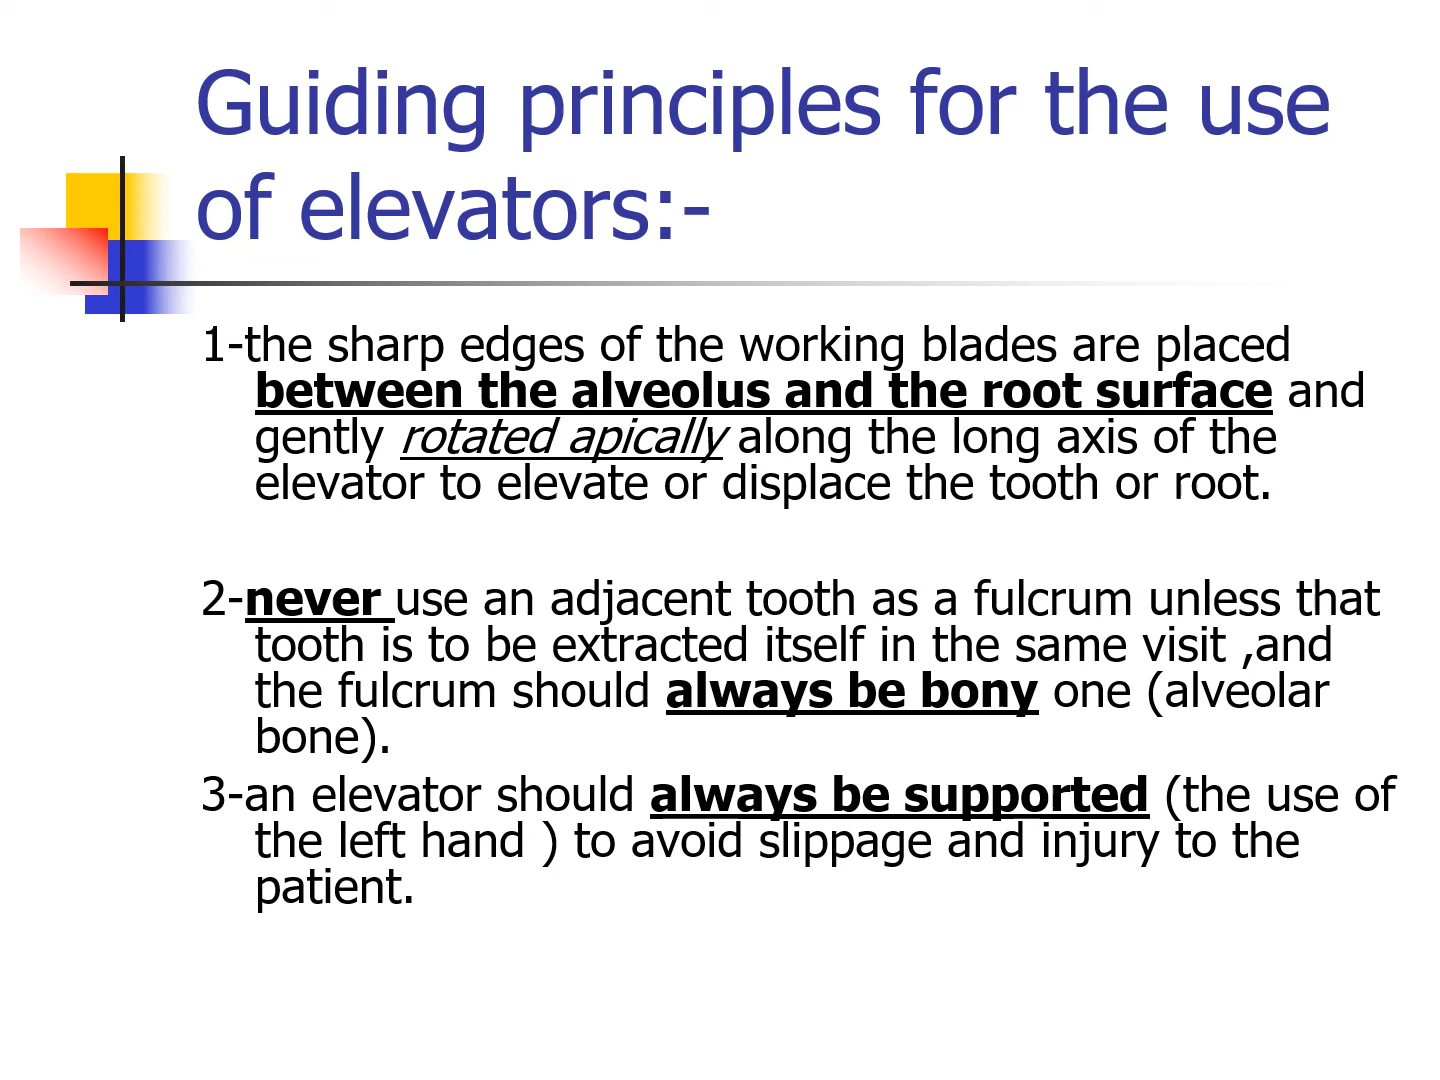 Guiding principles for the use
of elevators:-
1-the sharp edges of the working blades are placed
between the alveolus and the root surface and
gently rotated apically along the long axis of the
elevator to elevate or displace the tooth or root.
2-never use an adjacent tooth as a fulcrum unless that
tooth is to be extracted itself in the same visit ,and
the fulcrum should always be bony one (alveolar
bone).
3-an elevator should always be supported (the use of
the left hand ) to avoid slippage and injury to the
patient.